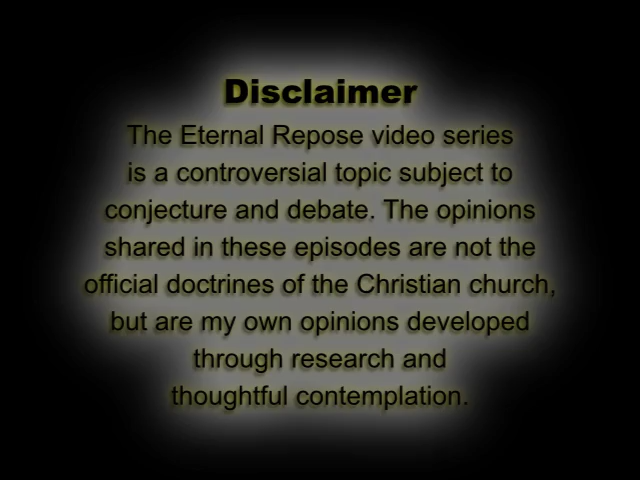 Disclaimer
The Eternal Repose video series
is a controversial topic subject to
conjecture and debate. The opinions
shared in these episodes are not the
official doctrines of the Christian church,
but are my own opinions developed
through research and
thoughtful contemplation.